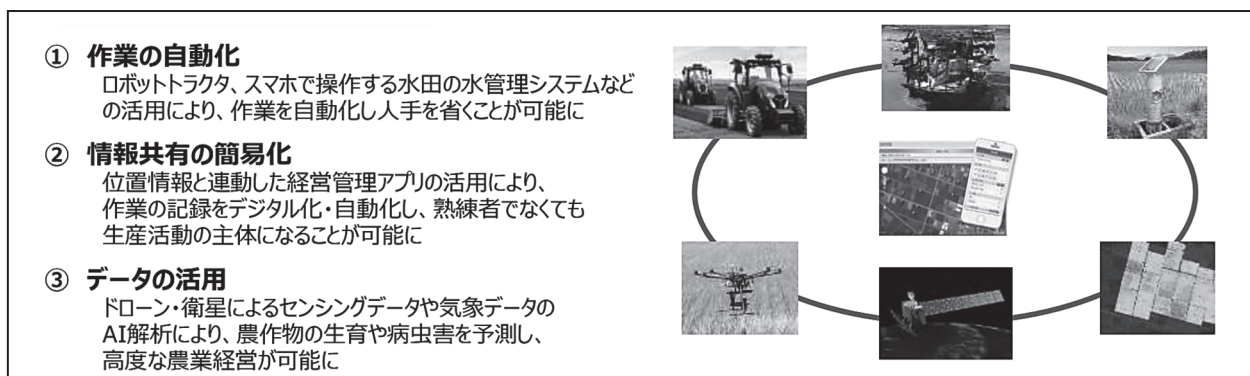 ① 作業の自動化
ロボットトラクタ、スマホで操作する水田の水管理システムなど
の活用により、作業を自動化し人手を省くことが可能に
② 情報共有の簡易化
位置情報と連動した経営管理アプリの活用により、
作業の記録をデジタル化・自動化し、熟練者でなくても
生産活動の主体になることが可能に
③ データの活用
ドローン・衛星によるセンシングデータや気象データの
AI解析により、農作物の生育や病虫害を予測し、
高度な農業経営が可能に